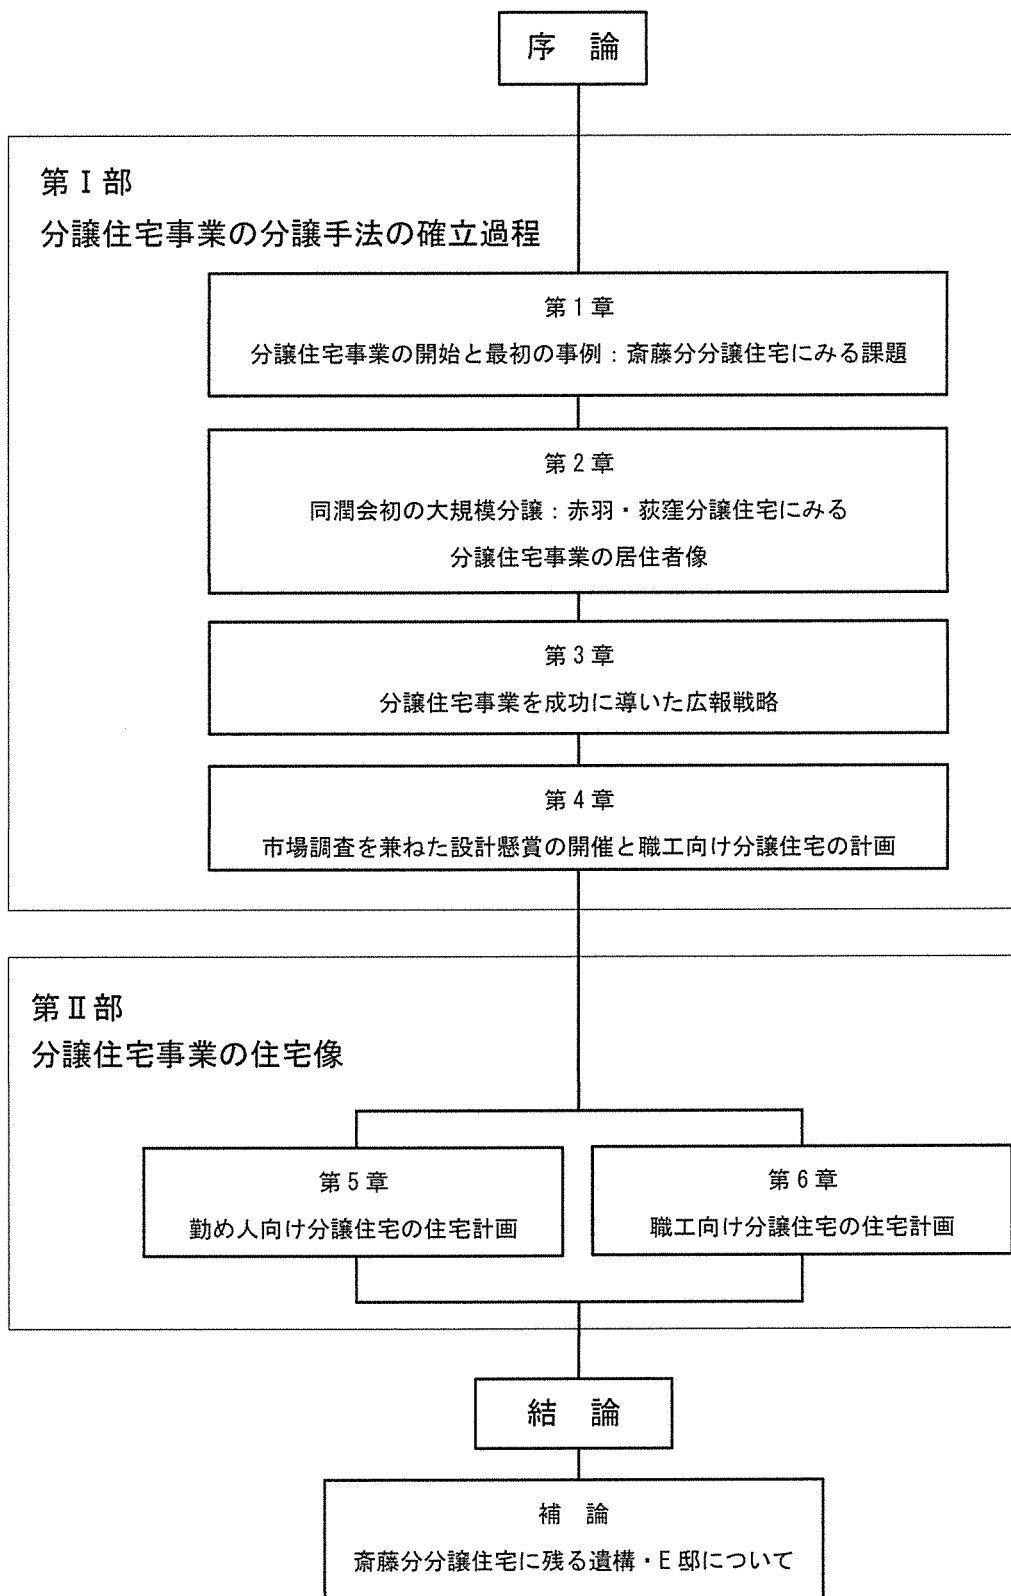 序　論
第Ⅰ部
分譲住宅事業の分譲手法の確立過程
第1章
分譲住宅事業の開始と最初の事例：斎藤分分譲住宅にみる課題
第2章
同潤会初の大規模分譲：赤羽・荻窪分譲住宅にみる
分譲住宅事業の居住者像
第3章
分譲住宅事業を成功に導いた広報戦略
第4章
市場調査を兼ねた設計懸賞の開催と職工向け分譲住宅の計画
第Ⅱ部
分譲住宅事業の住宅像
第5章
勤め人向け分譲住宅の住宅計画
第6章
職工向け分譲住宅の住宅計画
結　論
補　論
斎藤分分譲住宅に残る遺構・E邸について